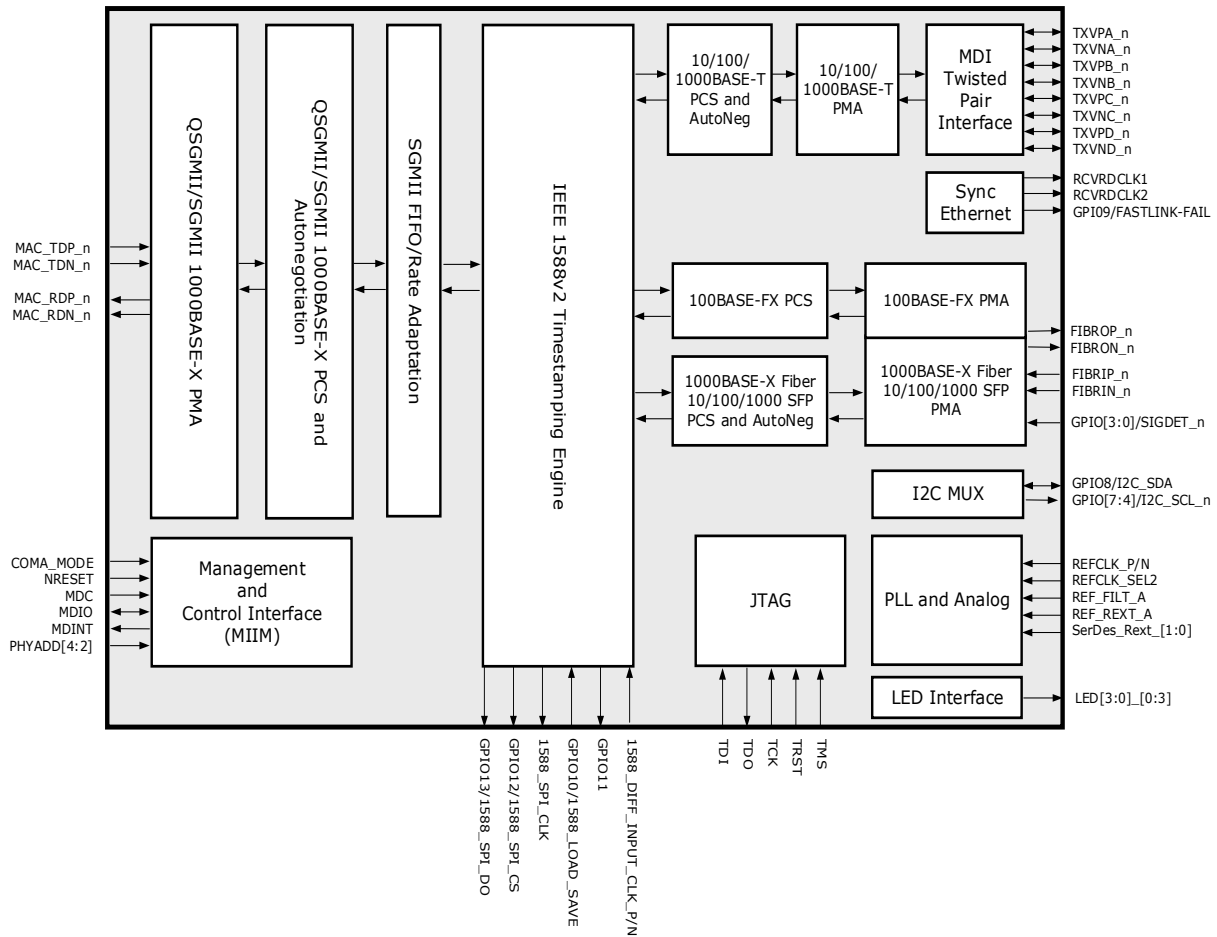 MAC_TDP_n
MAC_TDN_n
MAC_RDP_n
MAC_RDN_n
COMA_MODE
NRESET
MDC
MDIO
MDINT
PHYADD[4:2]
QSGMII/SGMII 1000BASE-X PMA
QSGMII/SGMII 1000BASE-X PCS and
Autonegotiation
SGMII FIFO/Rate Adaptation
Management
and
Control Interface
(MIIM)
IEEE 1588v2 Timestamping Engine
10/100/
1000BASE-T
PCS and
AutoNeg
10/100/
1000BASE-T
PMA
MDI
Twisted
Pair
Interface
Sync
Ethernet
100BASE-FX PCS
100BASE-FX PMA
1000BASE-X Fiber
10/100/1000 SFP
PCS and AutoNeg
1000BASE-X Fiber
10/100/1000 SFP
PMA
I2C MUX
JTAG
PLL and Analog
LED Interface
TXVPA_n
TXVNA_n
TXVPB_n
TXVNB_n
TXVPC_n
TXVNC_n
TXVPD_n
TXVND_n
RCVRDCLK1
RCVRDCLK2
GPI09/FASTLINK-FAIL
FIBROP_n
FIBRON_n
FIBRIP_n
FIBRIN_n
GPIO[3:0]/SIGDET_n
GPIO8/I2C_SDA
GPIO[7:4]/I2C_SCL_n
REFCLK_P/N
REFCLK_SEL2
REF_FILT_A
REF_REXT_A
SerDes_Rext_[1:0]
LED[3:0]_[0:3]
GPIO13/1588_SPI_DO
GPIO12/1588_SPI_CS
1588_SPI_CLK
GPIO10/1588_LOAD_SAVE
GPIO11
1588_DIFF_INPUT_CLK_P/N
TDI
TDO
TCK
TRST
TMS